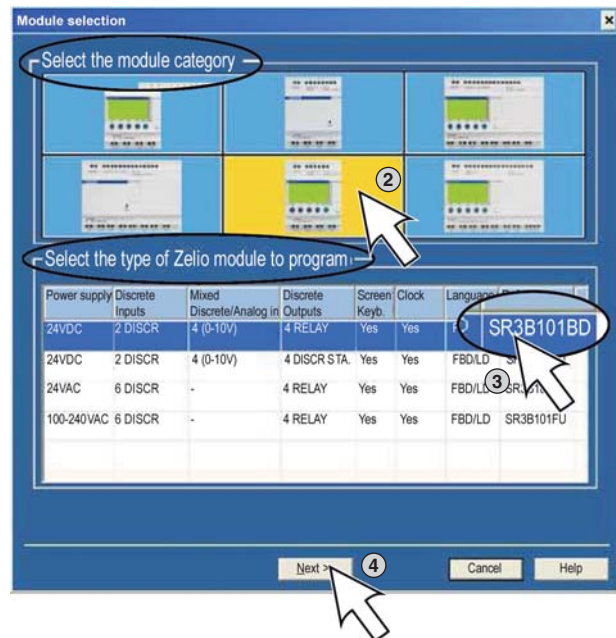 Module selection
Select the module category
2
Select the type of Zelio module to program
Power supply Discrete Inputs Mixed Discrete/Analog in Discrete Outputs Screen Keyb. Clock Language
24VDC 2 DISCR 4 (0-10V) 4 RELAY Yes Yes SR3B101BD
24VDC 2 DISCR 4 (0-10V) 4 DISCR STA. Yes Yes FBD/LD
3
24VAC 6 DISCR - 4 RELAY Yes Yes FBD/LD
100-240VAC 6 DISCR - 4 RELAY Yes Yes FBD/LD SR3B101FU
Next > 4 Cancel Help